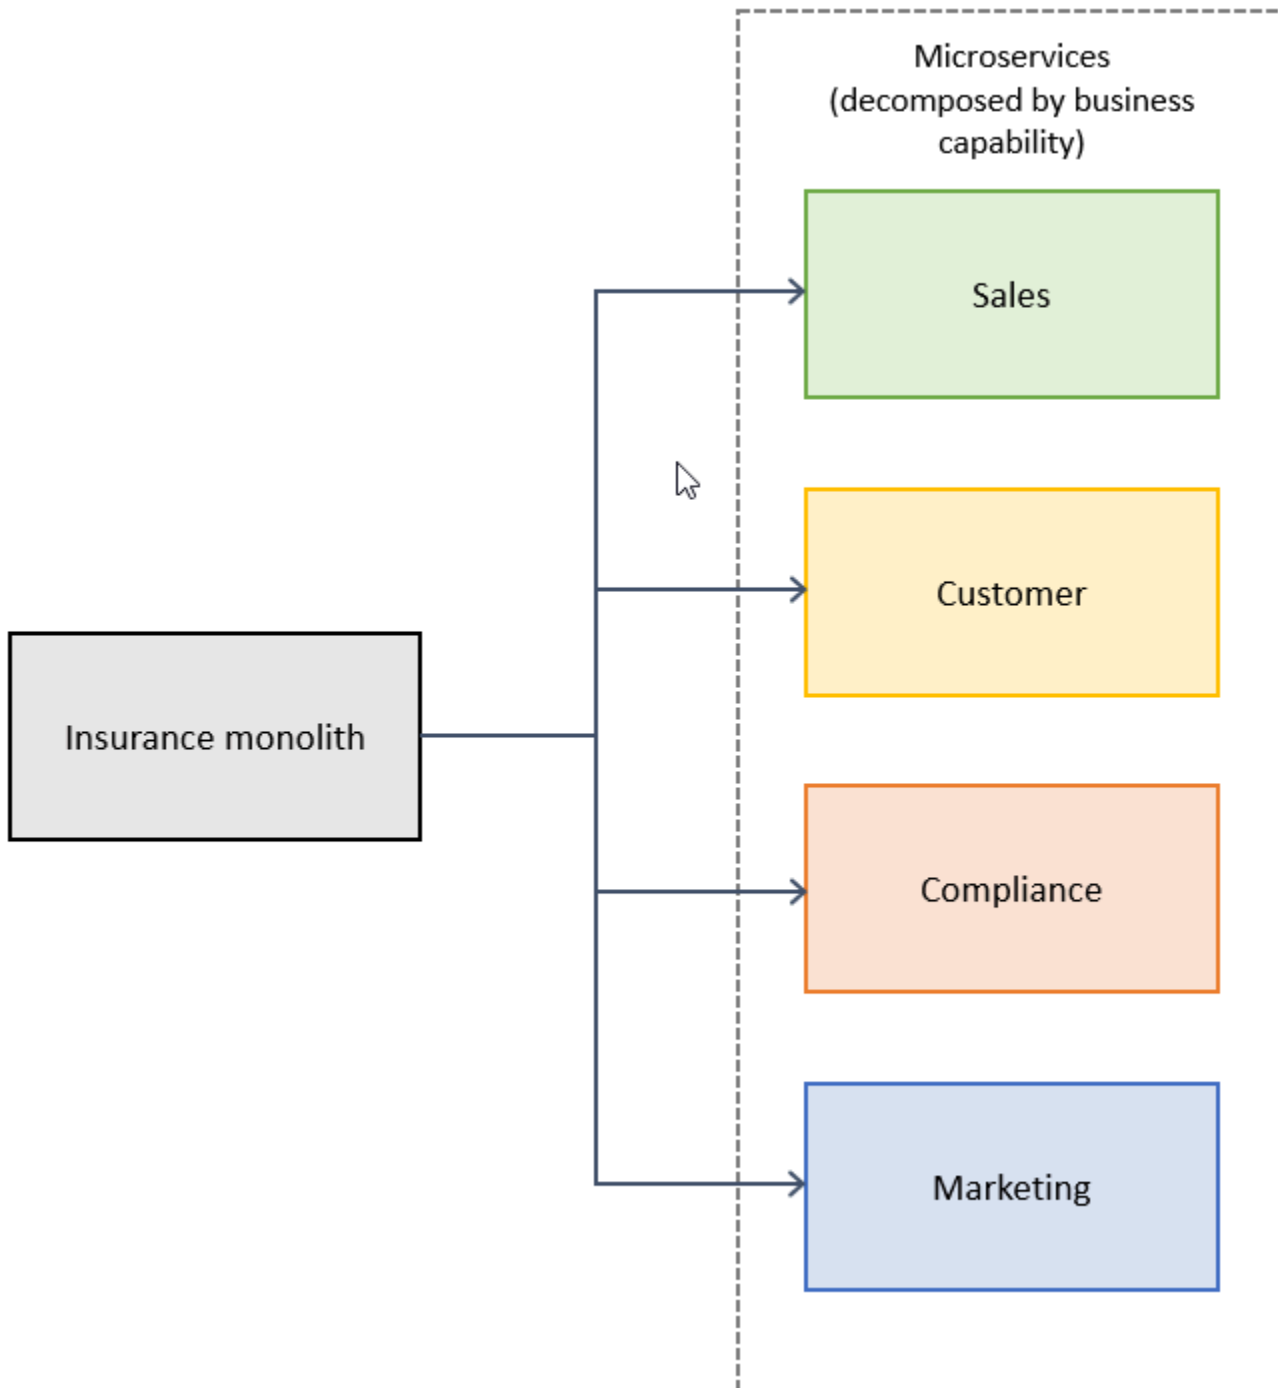 Microservices
(decomposed by business
capability)
Sales
Customer
Insurance monolith
Compliance
Marketing